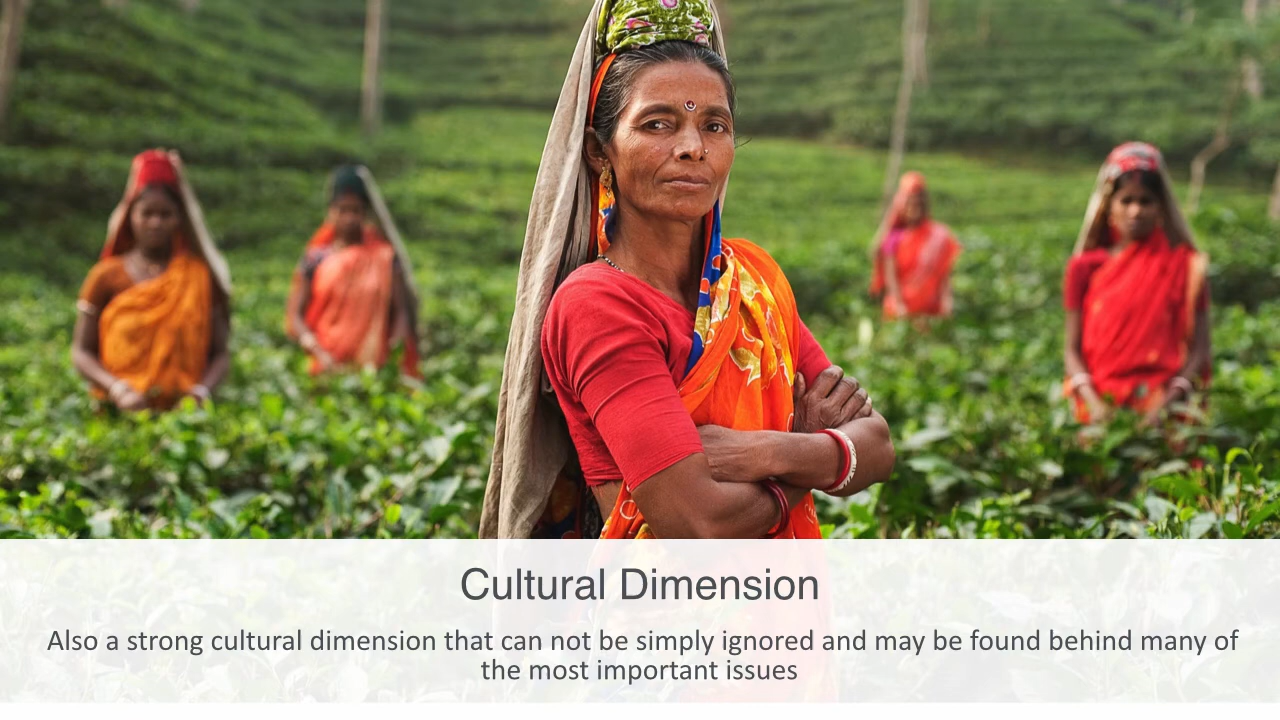 Cultural Dimension
Also a strong cultural dimension that can not be simply ignored and may be found behind many of
the most important issues